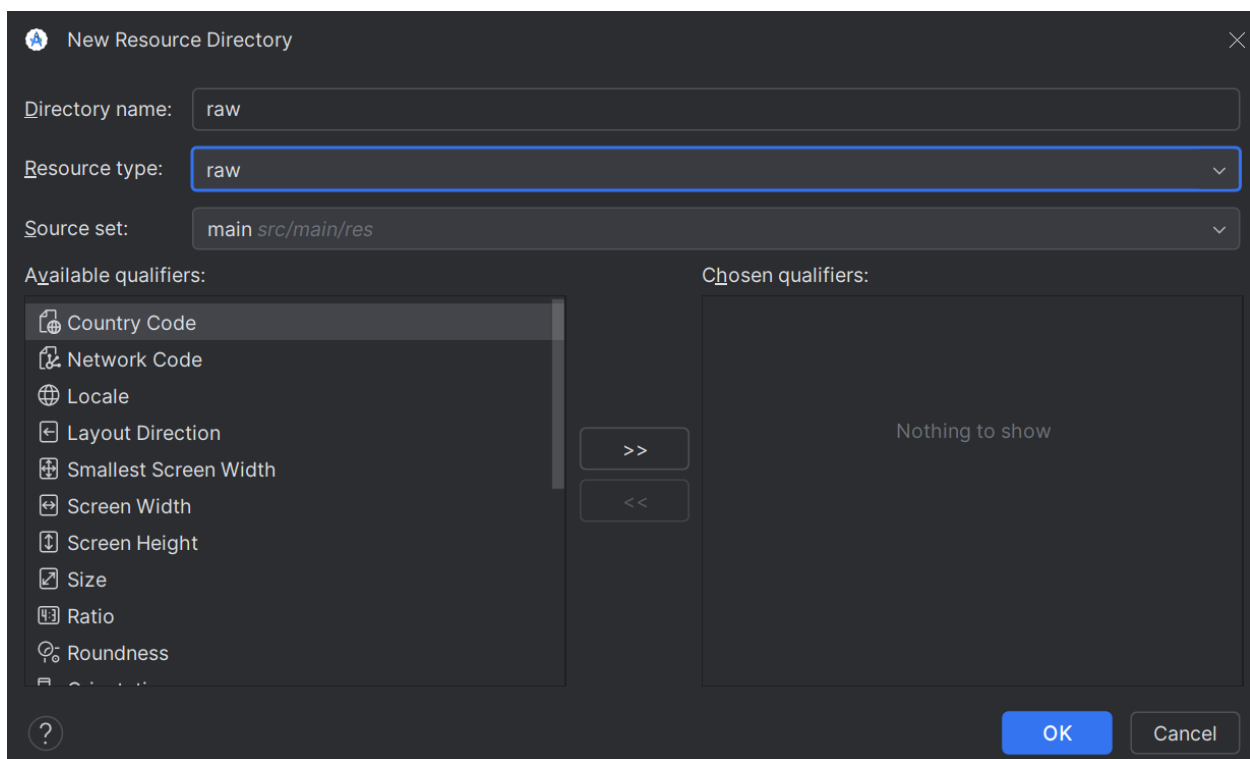 New Resource Directory
Directory name: raw
Resource type: raw
Source set: main src/main/res
Available qualifiers:
Chosen qualifiers:
Country Code
Network Code
Locale
Layout Direction
Smallest Screen Width
Screen Width
Screen Height
Size
Ratio
Roundness
Nothing to show
>>
<<
?
OK
Cancel